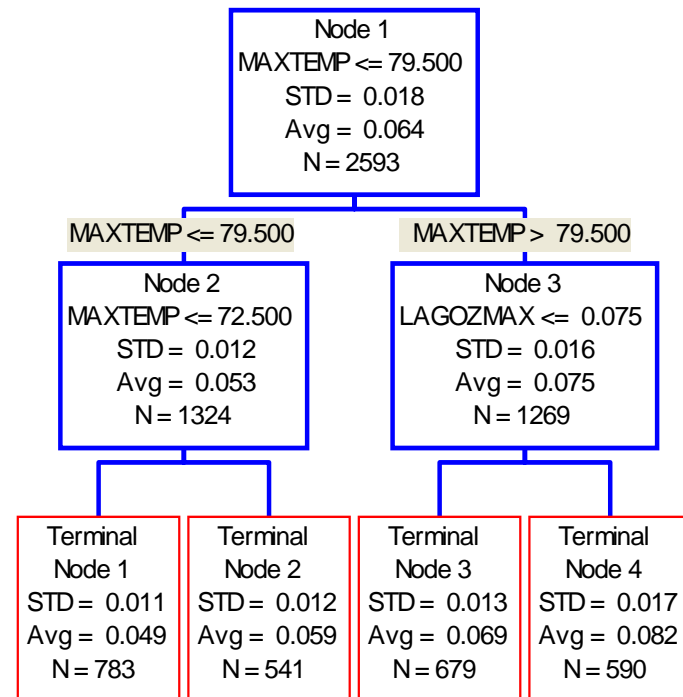 Node 1
MAXTEMP <= 79.500
STD = 0.018
Avg = 0.064
N = 2593
MAXTEMP <= 79.500
MAXTEMP > 79.500
Node 2
MAXTEMP <= 72.500
STD = 0.012
Avg = 0.053
N = 1324
Node 3
LAGOZMAX <= 0.075
STD = 0.016
Avg = 0.075
N = 1269
Terminal
Node 1
STD = 0.011
Avg = 0.049
N = 783
Terminal
Node 2
STD = 0.012
Avg = 0.059
N = 541
Terminal
Node 3
STD = 0.013
Avg = 0.069
N = 679
Terminal
Node 4
STD = 0.017
Avg = 0.082
N = 590